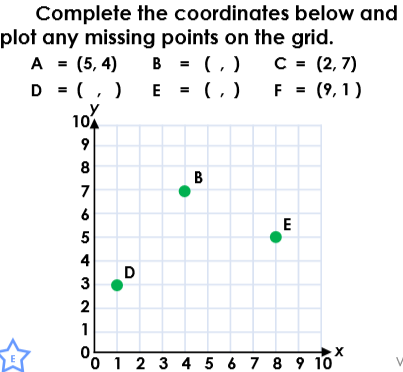 Complete the coordinates below and
plot any missing points on the grid.
A = (5, 4) B = ( , ) C = (2, 7)
D = ( , ) E = ( , ) F = (9, 1 )
y
10
9
8
B
7
6
E
5
4
D
3
2
1
0
x
0 1 2 3 4 5 6 7 8 9 10
E